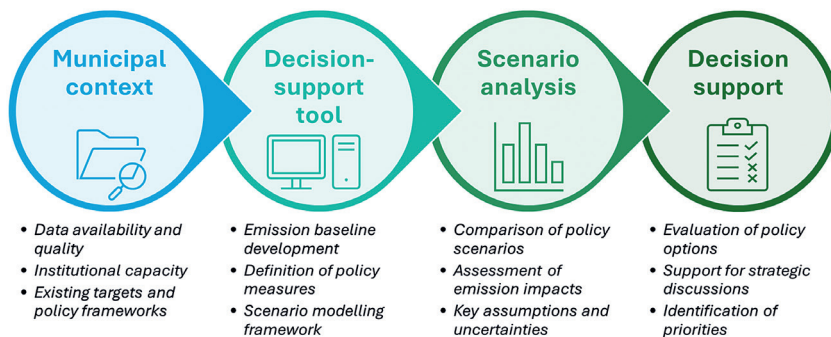 Municipal
context
Decision-
support
tool
Scenario
analysis
Decision
support
• Data availability and
quality
• Institutional capacity
• Existing targets and
policy frameworks
• Emission baseline
development
• Definition of policy
measures
• Scenario modelling
framework
• Comparison of policy
scenarios
• Assessment of
emission impacts
• Key assumptions and
uncertainties
• Evaluation of policy
options
• Support for strategic
discussions
• Identification of
priorities